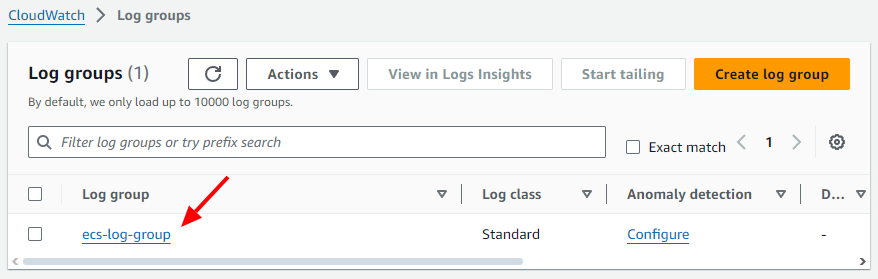 CloudWatch > Log groups
Log groups (1) Actions View in Logs Insights Start tailing Create log group
By default, we only load up to 10000 log groups.
Filter log groups or try prefix search Exact match 1
Log group Log class Anomaly detection D...
ecs-log-group Standard Configure -